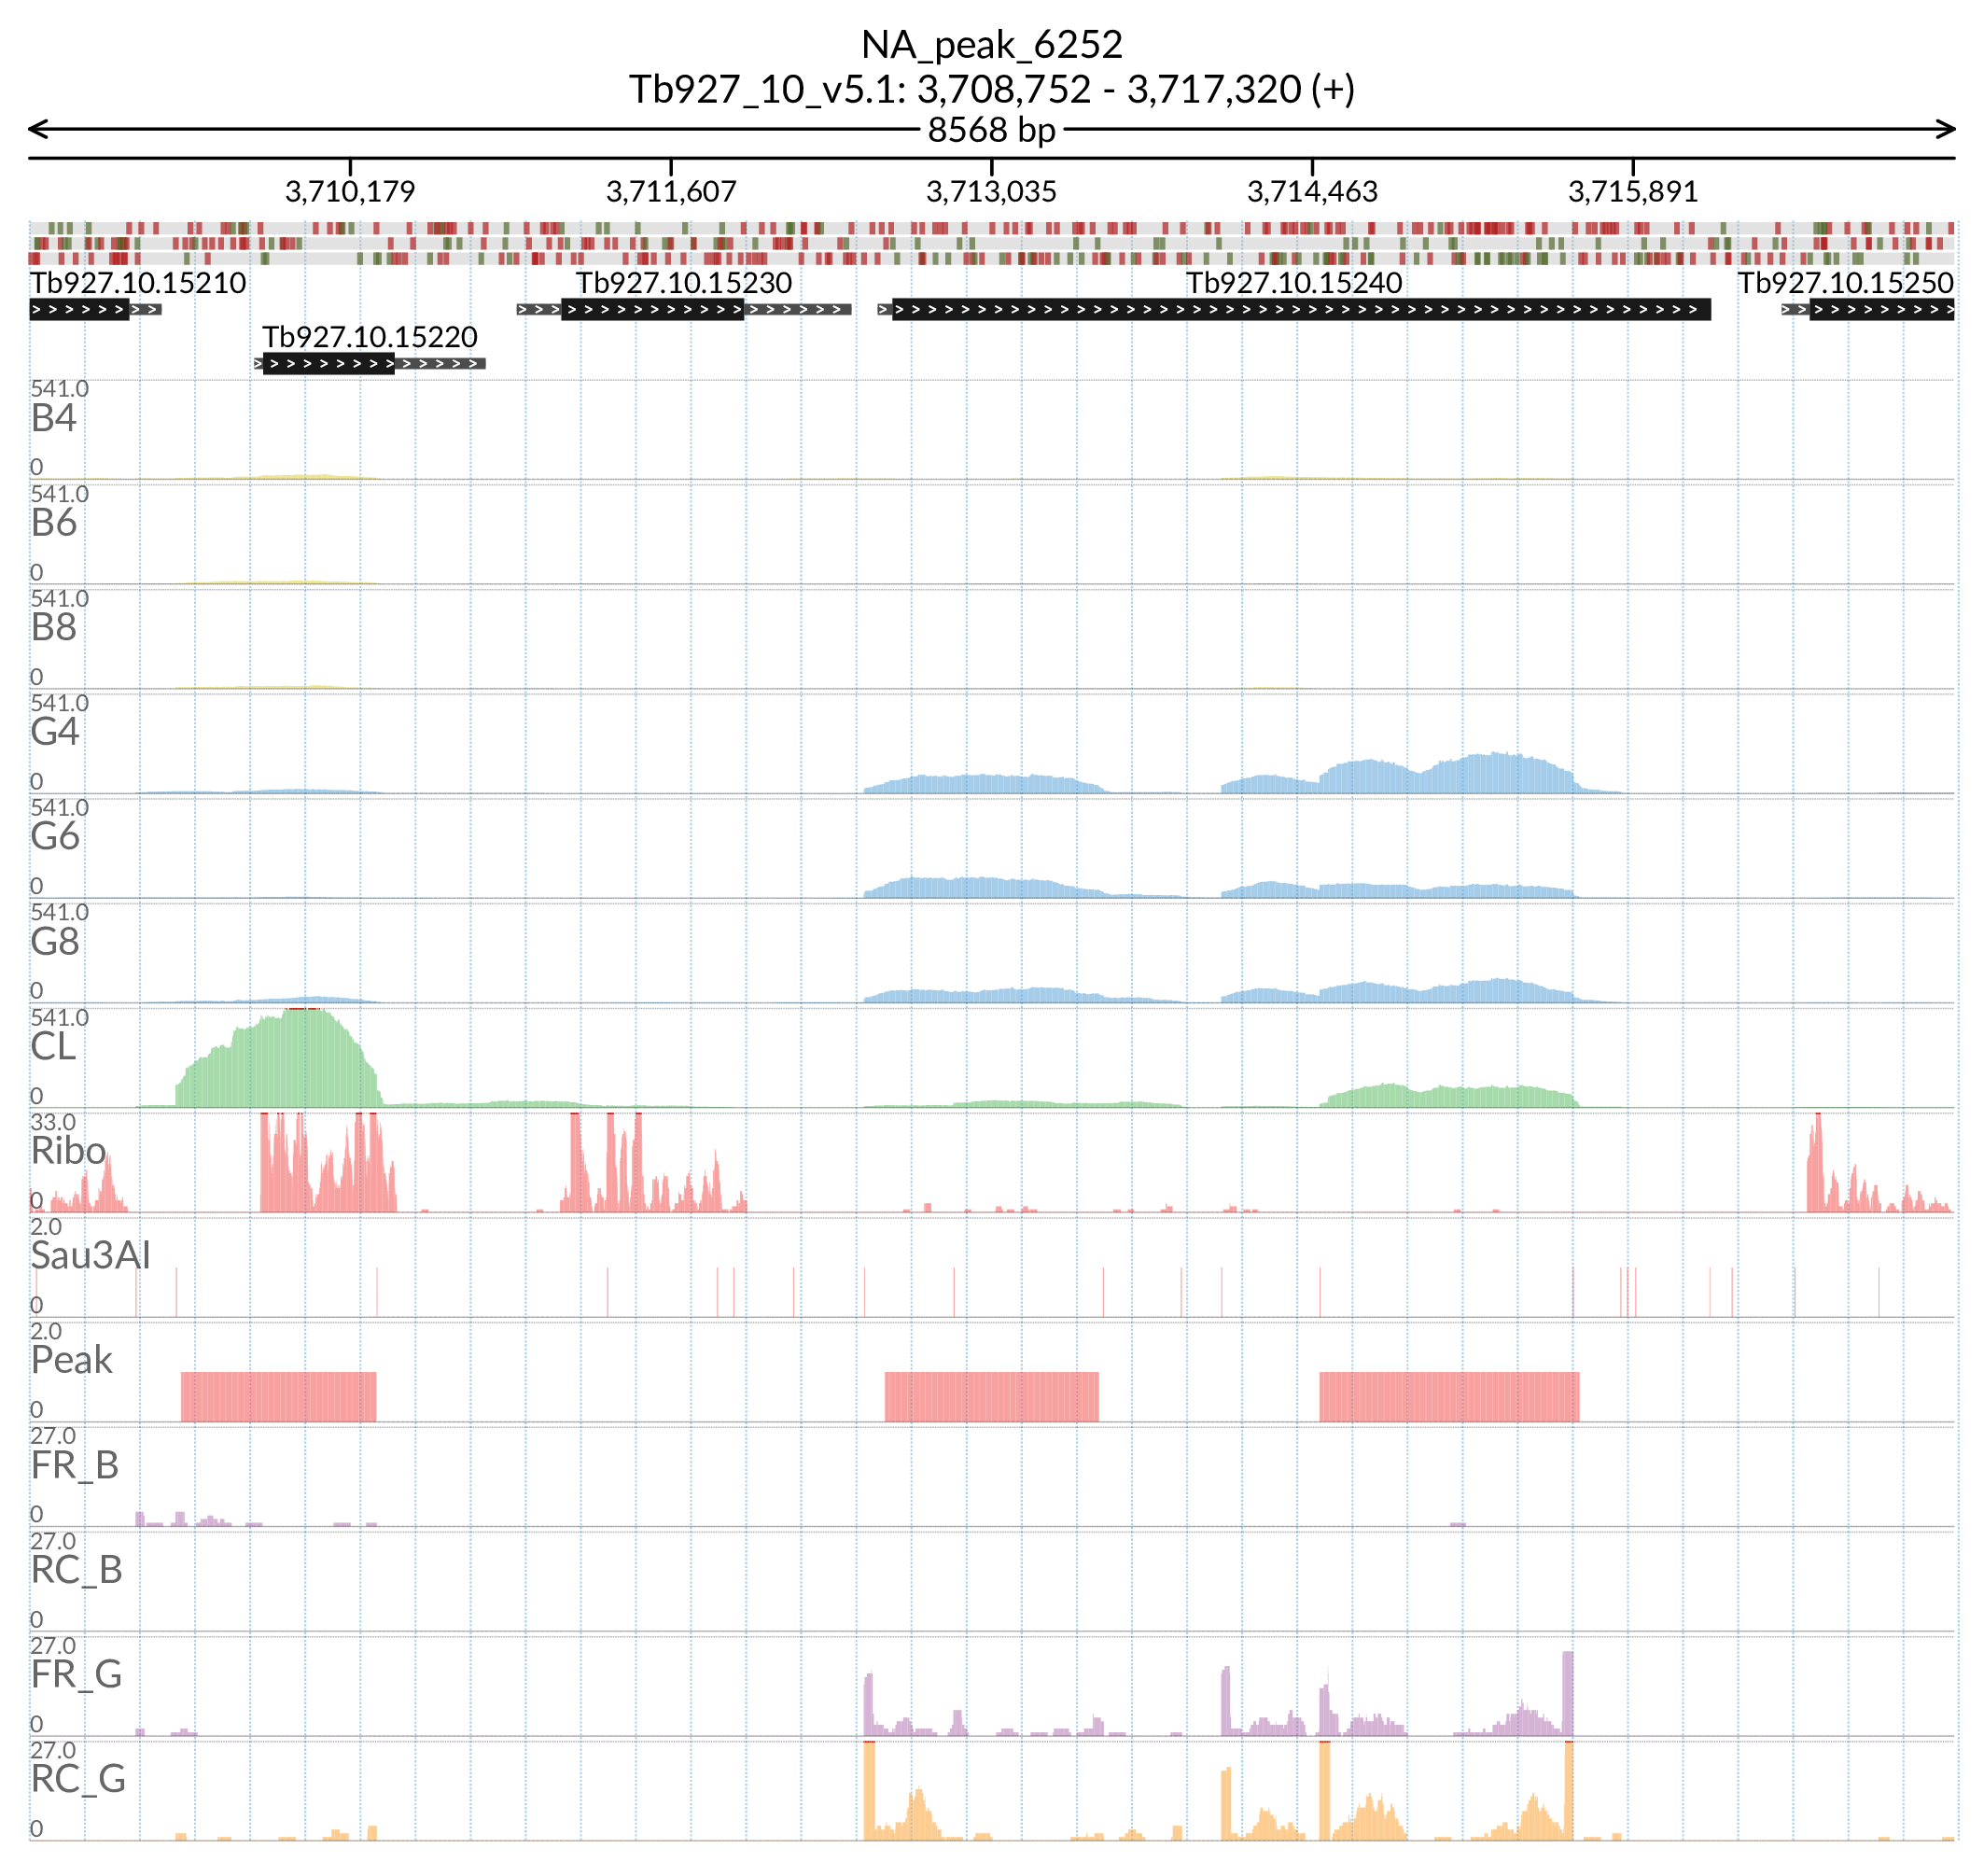 NA_peak_6252
Tb927_10_v5.1: 3,708,752 - 3,717,320 (+)
8568 bp
3,710,179 3,711,607 3,713,035 3,714,463 3,715,891
Tb927.10.15210 Tb927.10.15230 Tb927.10.15240 Tb927.10.15250
Tb927.10.15220
541.0
B4
0
541.0
B6
0
541.0
B8
0
541.0
G4
0
541.0
G6
0
541.0
G8
0
541.0
CL
0
33.0
Ribo
0
2.0
Sau3AI
0
2.0
Peak
0
27.0
FR_B
0
27.0
RC_B
0
27.0
FR_G
0
27.0
RC_G
0